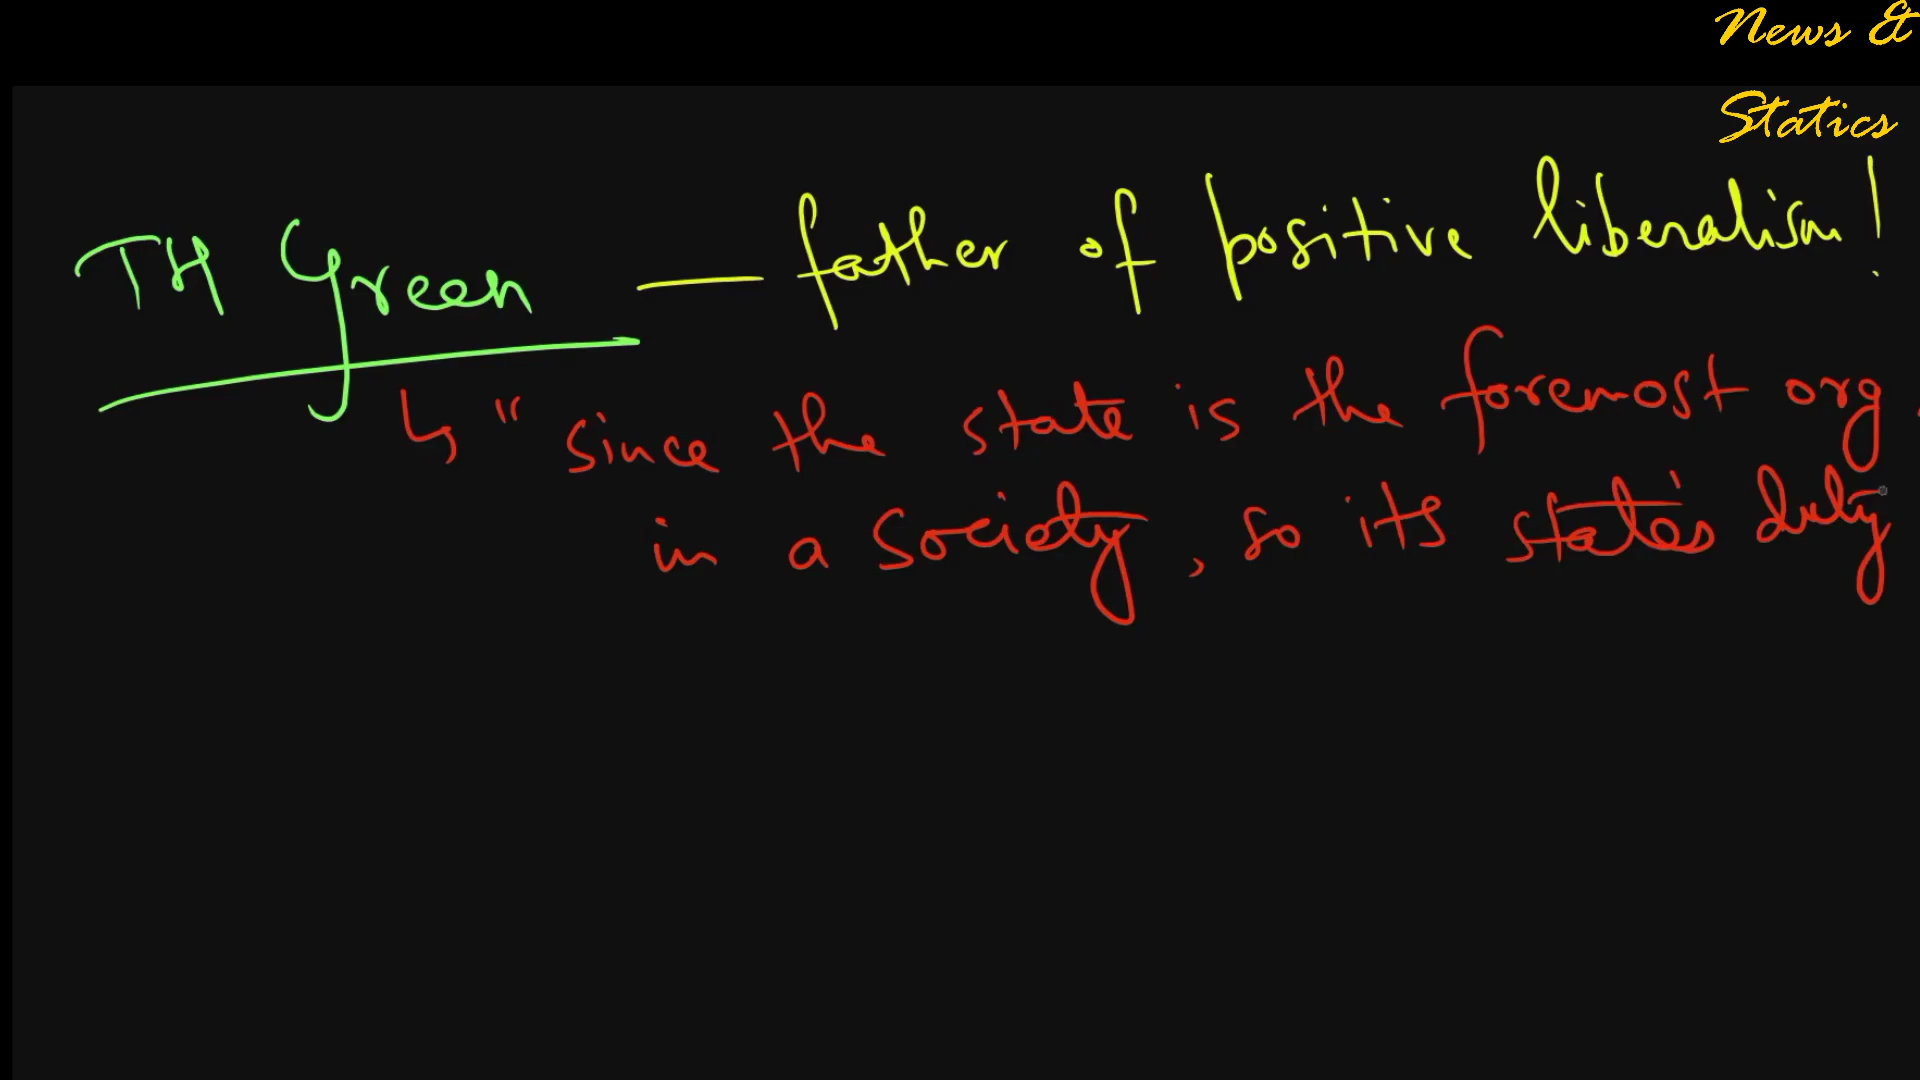 News &
Statics
TH Green — father of positive liberalism!
↳ " since the state is the foremost org.
in a society, so its state's duty